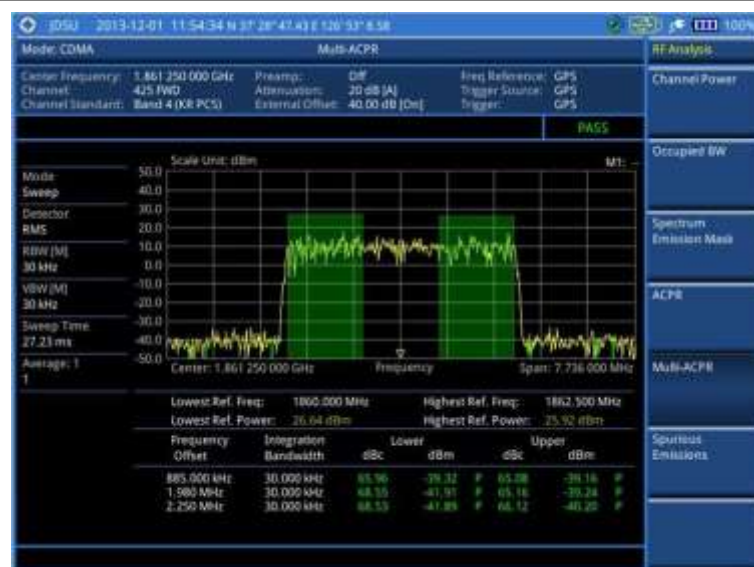 JDSU 2013-12-01 11:54:34 N 37° 28' 47.43 E 126° 53' 8.58 100%
Mode: CDMA Multi-ACPR RF Analysis
Center Frequency: 1.861 250 000 GHz Preamp: Off Freq Reference: GPS
Channel: 425 FWD Attenuation: 20 dB [A] Trigger Source: GPS
Channel Standard: Band 4 (KR PCS) External Offset: 40.00 dB [On] Trigger: GPS
Channel Power
PASS
Occupied BW
Scale Unit: dBm M1: --
Mode
Sweep
Detector
RMS
RBW [M]
30 kHz
VBW [M]
30 kHz
Sweep Time
27.23 ms
Average: 1
1
50.0
40.0
30.0
20.0
10.0
0.0
-10.0
-20.0
-30.0
-40.0
-50.0
Center: 1.861 250 000 GHz Frequency Span: 7.736 000 MHz
Spectrum
Emission Mask
ACPR
Multi-ACPR
Spurious
Emissions
Lowest Ref. Freq: 1860.000 MHz Highest Ref. Freq: 1862.500 MHz
Lowest Ref. Power: 26.64 dBm Highest Ref. Power: 25.92 dBm
Frequency Integration Lower Upper
Offset Bandwidth dBc dBm dBc dBm
885.000 kHz 30.000 kHz 65.96 -39.32 P 65.08 -39.16 P
1.980 MHz 30.000 kHz 68.55 -41.91 P 65.16 -39.24 P
2.250 MHz 30.000 kHz 68.53 -41.89 P 66.12 -40.20 P